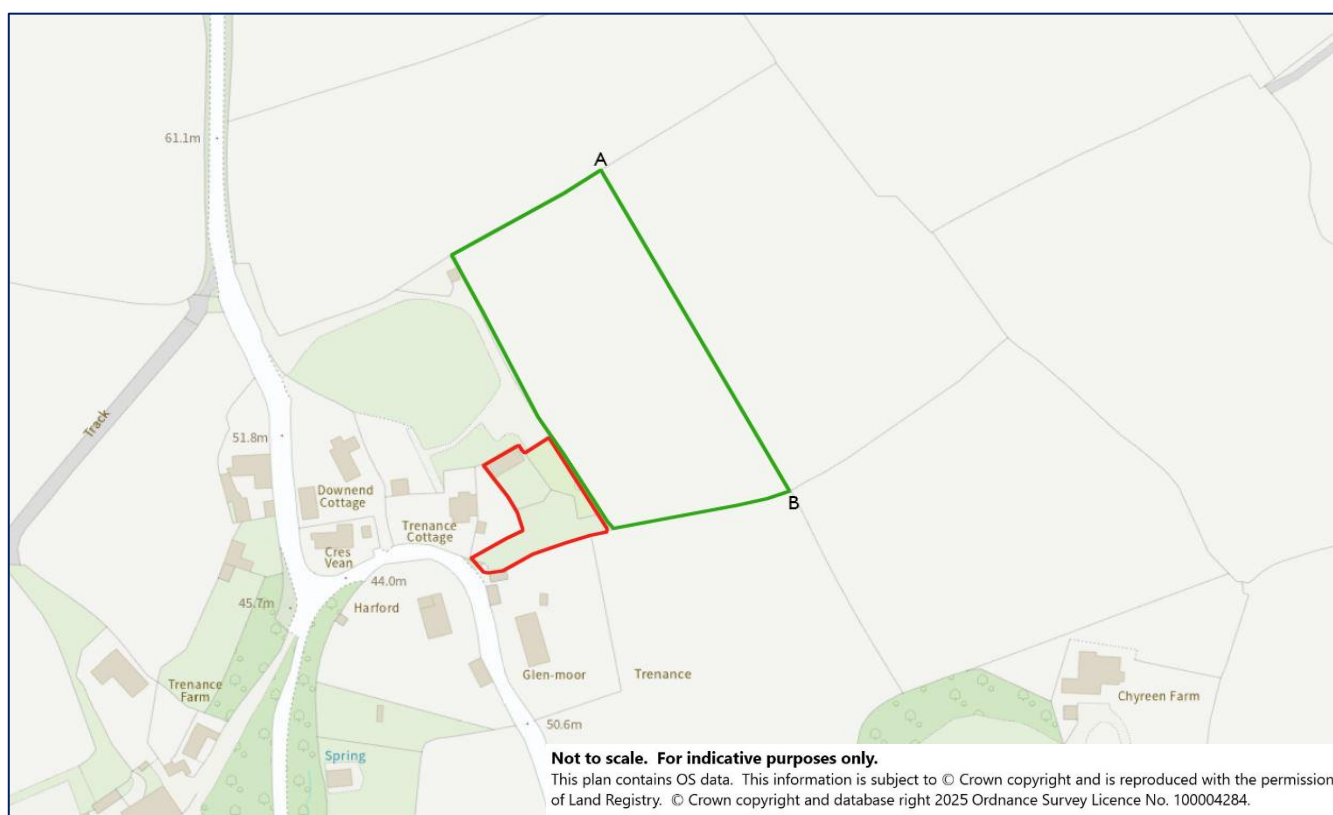 61.1m
A
Track
51.8m
Downend
Cottage
Trenance
Cottage
Cres
Vean
B
44.0m
45.7m
Harford
Trenance
Farm
Glen-moor
Trenance
Chyreen Farm
50.6m
Spring
Not to scale. For indicative purposes only.
This plan contains OS data. This information is subject to © Crown copyright and is reproduced with the permission
of Land Registry. © Crown copyright and database right 2025 Ordnance Survey Licence No. 100004284.